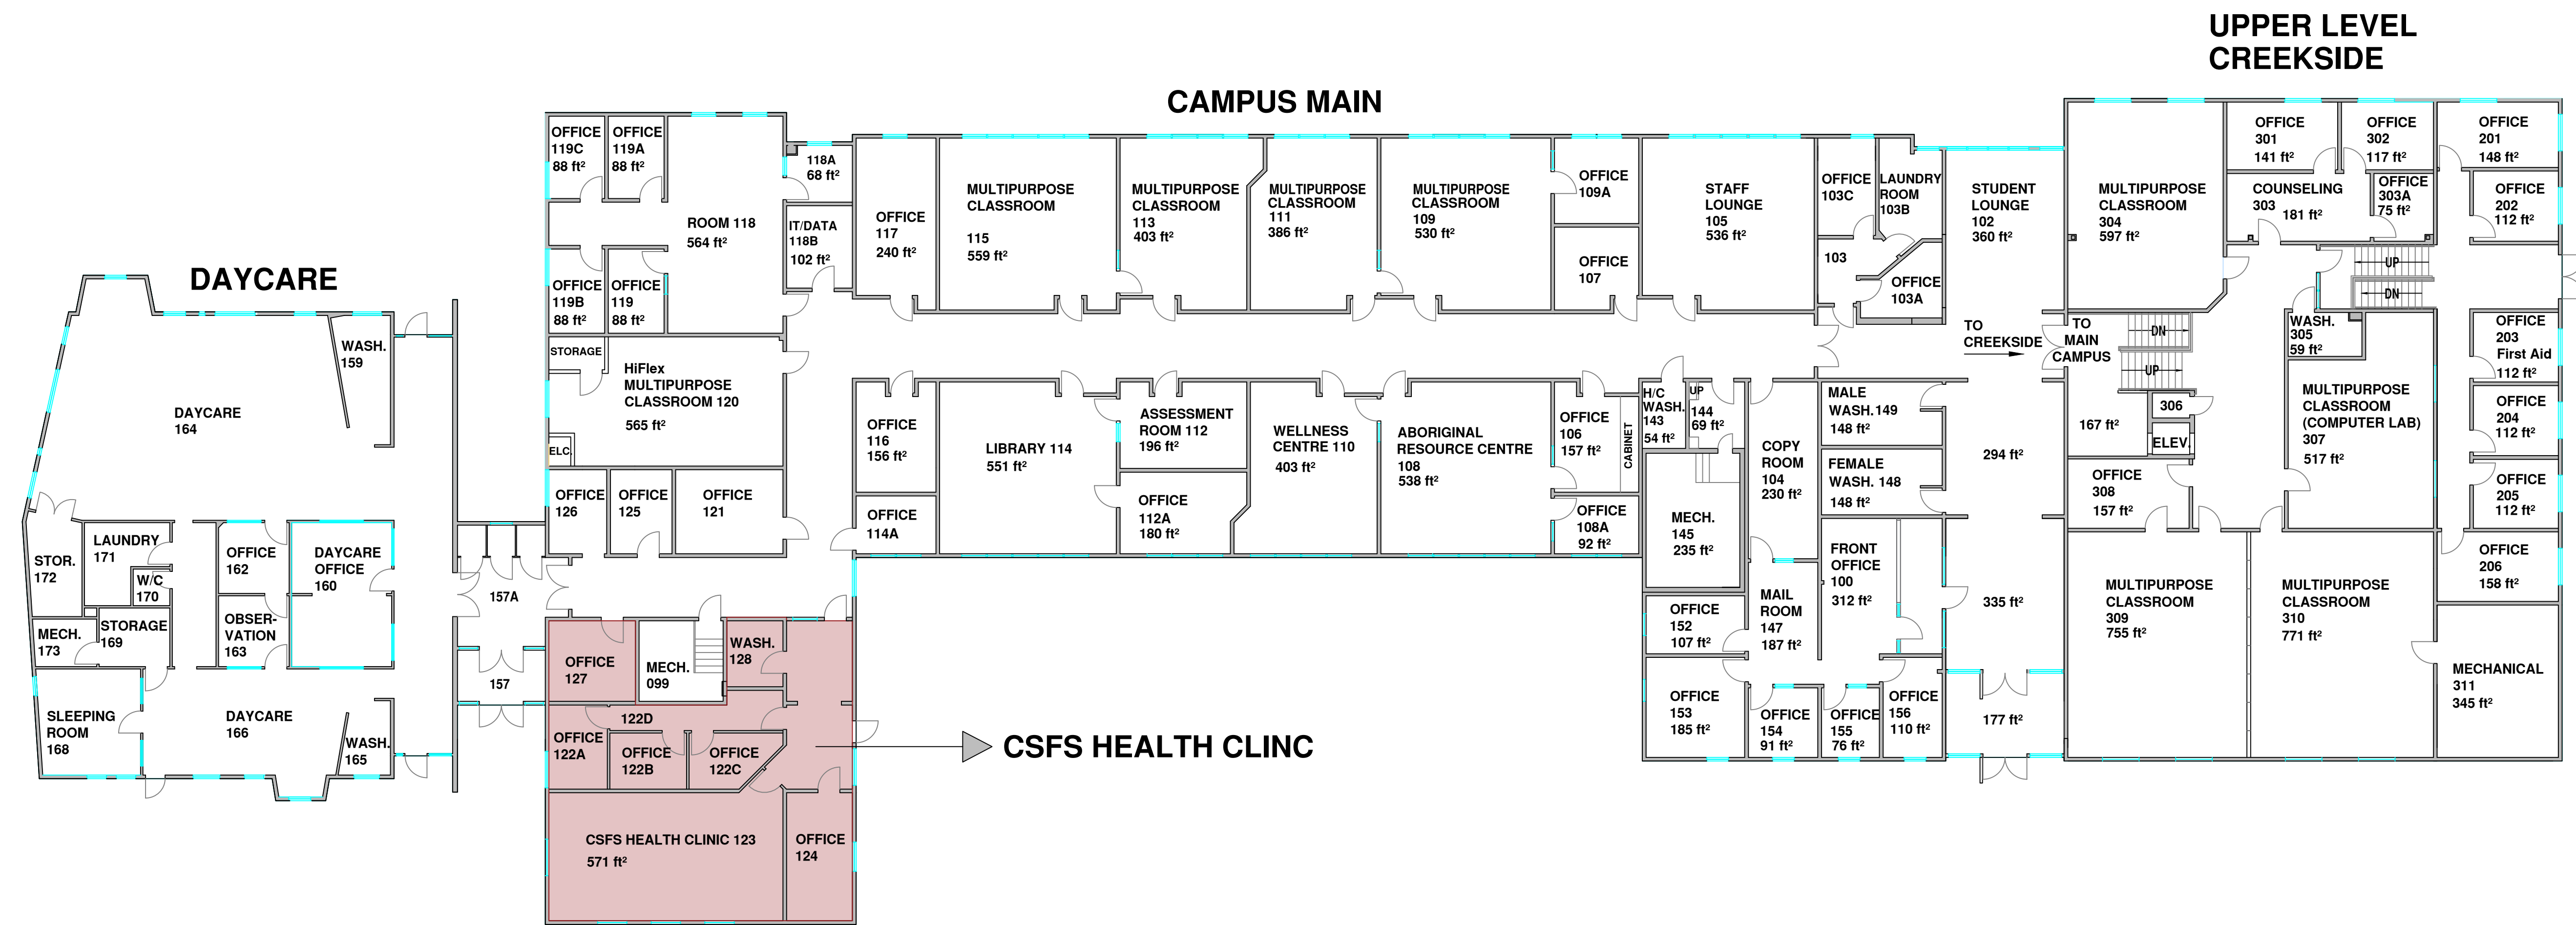 UPPER LEVEL
CREEKSIDE
CAMPUS MAIN
DAYCARE
WASH.
159
DAYCARE
164
STOR.
172
LAUNDRY
171
W/C
170
MECH.
173
STORAGE
169
OFFICE
162
OBSER-
VATION
163
DAYCARE
OFFICE
160
SLEEPING
ROOM
168
DAYCARE
166
WASH.
165
157A
157
OFFICE
119C
88 ft²
OFFICE
119A
88 ft²
ROOM 118
564 ft²
118A
68 ft²
IT/DATA
118B
102 ft²
OFFICE
119B
88 ft²
OFFICE
119
88 ft²
STORAGE
HiFlex
MULTIPURPOSE
CLASSROOM 120
565 ft²
ELC.
OFFICE
126
OFFICE
125
OFFICE
121
OFFICE
127
MECH.
099
WASH.
128
122D
OFFICE
122A
OFFICE
122B
OFFICE
122C
CSFS HEALTH CLINIC 123
571 ft²
OFFICE
124
CSFS HEALTH CLINC
OFFICE
117
240 ft²
MULTIPURPOSE
CLASSROOM
115
559 ft²
MULTIPURPOSE
CLASSROOM
113
403 ft²
MULTIPURPOSE
CLASSROOM
111
386 ft²
MULTIPURPOSE
CLASSROOM
109
530 ft²
OFFICE
109A
OFFICE
107
STAFF
LOUNGE
105
536 ft²
OFFICE
103C
LAUNDRY
ROOM
103B
103
OFFICE
103A
STUDENT
LOUNGE
102
360 ft²
TO
CREEKSIDE
OFFICE
116
156 ft²
OFFICE
114A
LIBRARY 114
551 ft²
ASSESSMENT
ROOM 112
196 ft²
OFFICE
112A
180 ft²
WELLNESS
CENTRE 110
403 ft²
ABORIGINAL
RESOURCE CENTRE
108
538 ft²
OFFICE
106
157 ft²
CABINET
OFFICE
108A
92 ft²
H/C
WASH.
143
54 ft²
UP
144
69 ft²
MECH.
145
235 ft²
COPY
ROOM
104
230 ft²
MALE
WASH.149
148 ft²
FEMALE
WASH. 148
148 ft²
294 ft²
FRONT
OFFICE
100
312 ft²
MAIL
ROOM
147
187 ft²
335 ft²
OFFICE
152
107 ft²
OFFICE
153
185 ft²
OFFICE
154
91 ft²
OFFICE
155
76 ft²
OFFICE
156
110 ft²
177 ft²
MULTIPURPOSE
CLASSROOM
304
597 ft²
OFFICE
301
141 ft²
OFFICE
302
117 ft²
OFFICE
201
148 ft²
COUNSELING
303
181 ft²
OFFICE
303A
75 ft²
OFFICE
202
112 ft²
UP
DN
TO
MAIN
CAMPUS
DN
UP
WASH.
305
59 ft²
OFFICE
203
First Aid
112 ft²
MULTIPURPOSE
CLASSROOM
(COMPUTER LAB)
307
517 ft²
OFFICE
204
112 ft²
306
167 ft²
ELEV.
OFFICE
308
157 ft²
OFFICE
205
112 ft²
OFFICE
206
158 ft²
MULTIPURPOSE
CLASSROOM
309
755 ft²
MULTIPURPOSE
CLASSROOM
310
771 ft²
MECHANICAL
311
345 ft²